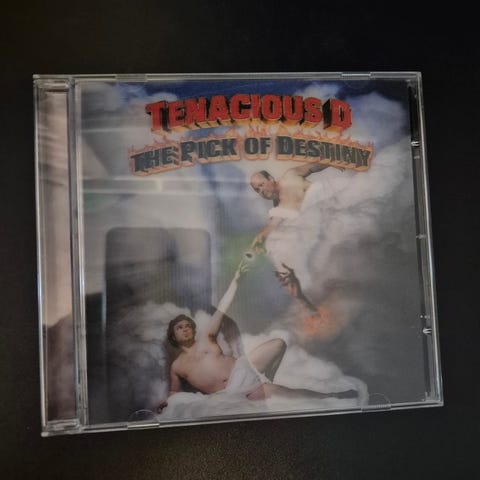 TENACIOUS D
THE PICK OF DESTINY